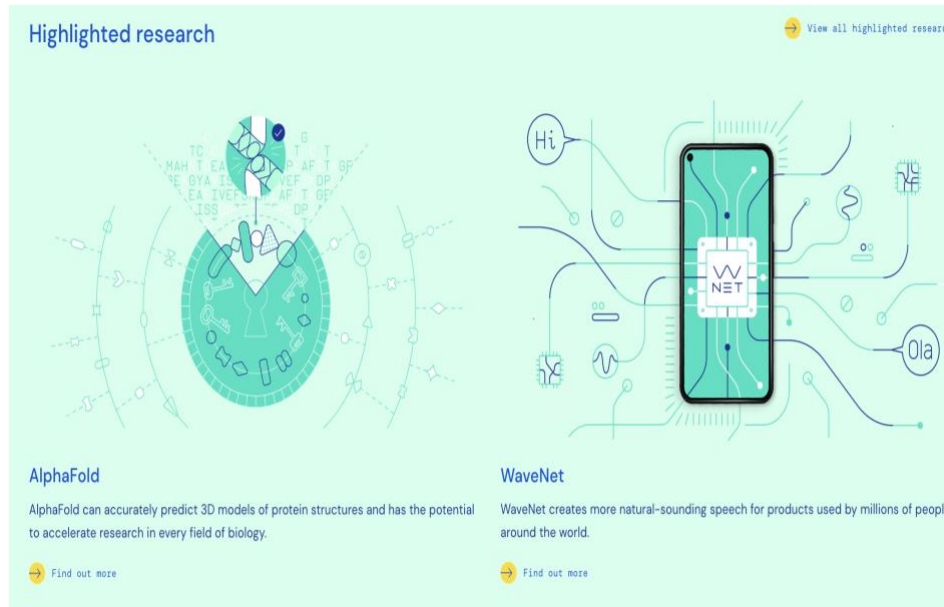 Highlighted research
View all highlighted researc
Hi
W
NET
Ola
AlphaFold
AlphaFold can accurately predict 3D models of protein structures and has the potential
to accelerate research in every field of biology.
Find out more
WaveNet
WaveNet creates more natural-sounding speech for products used by millions of peopl
around the world.
Find out more